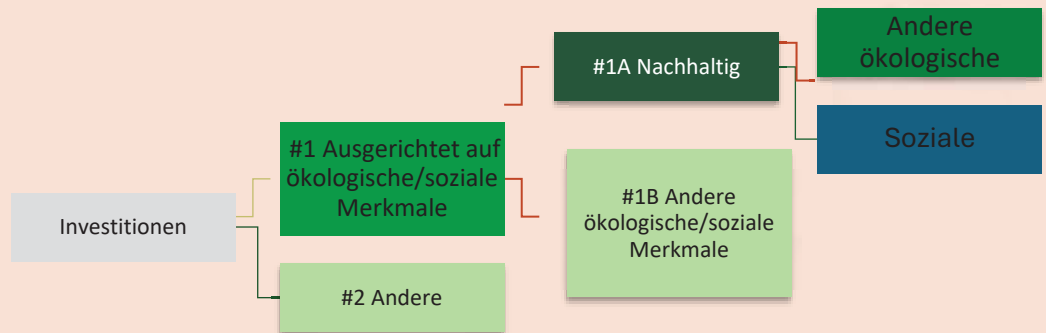 Investitionen
#1 Ausgerichtet auf
ökologische/soziale
Merkmale
#2 Andere
#1A Nachhaltig
#1B Andere
ökologische/soziale
Merkmale
Andere
ökologische
Soziale